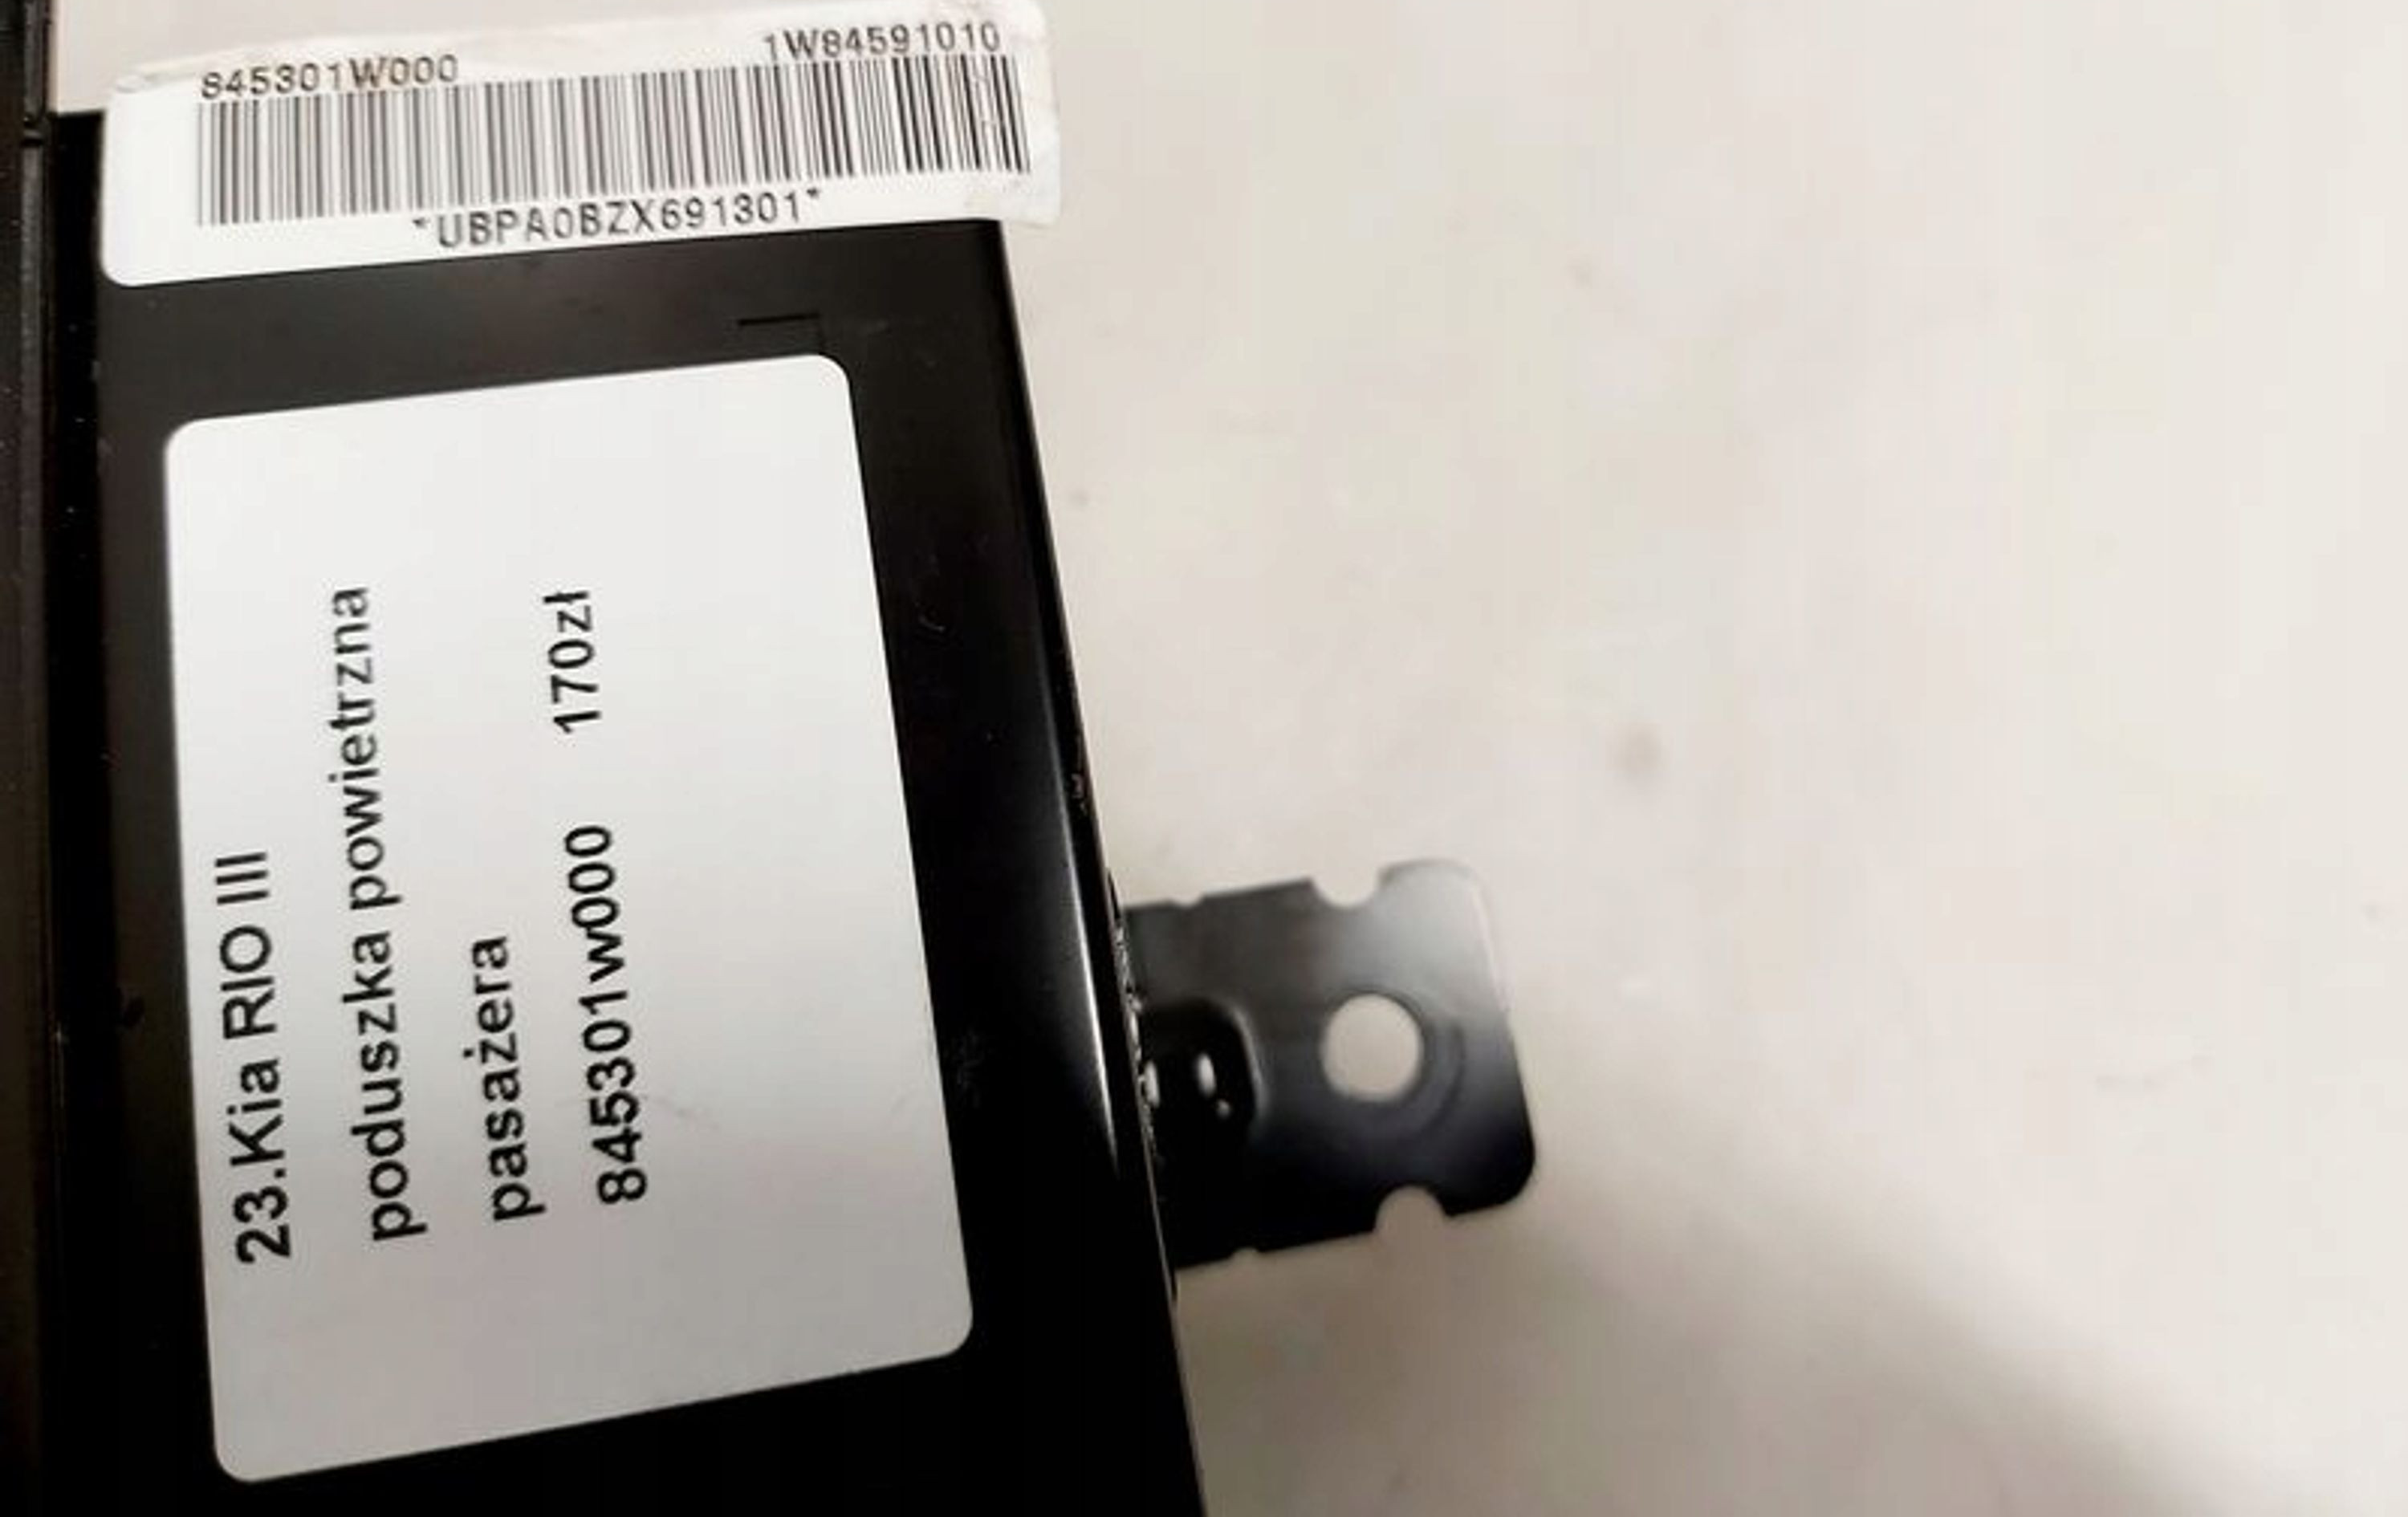 845301W000 1W84591010
*UBPA0BZX691301*
23.Kia RIO III
poduszka powietrzna
pasażera
845301w000 170zł